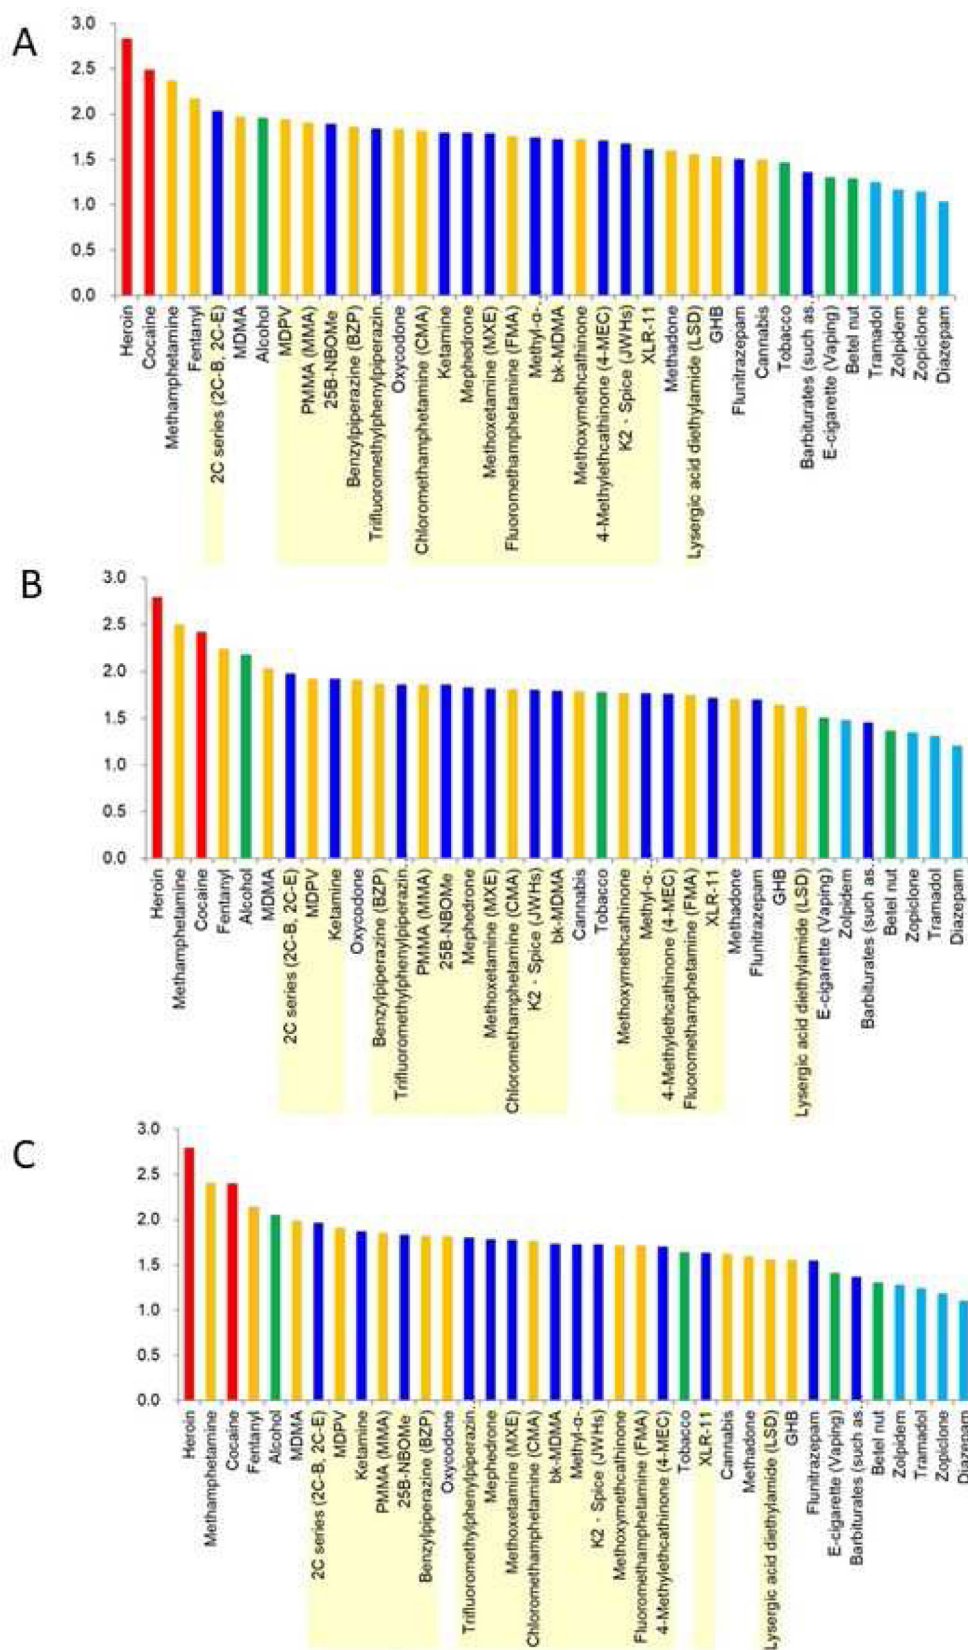 A
3.0
2.5
2.0
1.5
1.0
0.5
0.0
Heroin
Cocaine
Methamphetamine
Fentanyl
2C series (2C-B, 2C-E)
MDMA
Alcohol
MDPV
PMMA (MMA)
25B-NBOMe
Benzylpiperazine (BZP)
Trifluoromethylphenylpiperazin..
Oxycodone
Chloromethamphetamine (CMA)
Ketamine
Mephedrone
Methoxetamine (MXE)
Fluoromethamphetamine (FMA)
Methyl-α-..
bk-MDMA
Methoxymethcathinone
4-Methylethcathinone (4-MEC)
K2 - Spice (JWHs)
XLR-11
Methadone
Lysergic acid diethylamide (LSD)
GHB
Flunitrazepam
Cannabis
Tobacco
Barbiturates (such as..
E-cigarette (Vaping)
Betel nut
Tramadol
Zolpidem
Zopiclone
Diazepam
B
3.0
2.5
2.0
1.5
1.0
0.5
0.0
Heroin
Methamphetamine
Cocaine
Fentanyl
Alcohol
MDMA
2C series (2C-B, 2C-E)
MDPV
Ketamine
Oxycodone
Benzylpiperazine (BZP)
Trifluoromethylphenylpiperazin..
PMMA (MMA)
25B-NBOMe
Mephedrone
Methoxetamine (MXE)
Chloromethamphetamine (CMA)
K2 - Spice (JWHs)
bk-MDMA
Cannabis
Tobacco
Methoxymethcathinone
Methyl-α-..
4-Methylethcathinone (4-MEC)
Fluoromethamphetamine (FMA)
XLR-11
Methadone
Flunitrazepam
GHB
Lysergic acid diethylamide (LSD)
E-cigarette (Vaping)
Zolpidem
Barbiturates (such as..
Betel nut
Zopiclone
Tramadol
Diazepam
C
3.0
2.5
2.0
1.5
1.0
0.5
0.0
Heroin
Methamphetamine
Cocaine
Fentanyl
Alcohol
MDMA
2C series (2C-B, 2C-E)
MDPV
Ketamine
PMMA (MMA)
25B-NBOMe
Benzylpiperazine (BZP)
Oxycodone
Trifluoromethylphenylpiperazin..
Mephedrone
Methoxetamine (MXE)
Chloromethamphetamine (CMA)
bk-MDMA
Methyl-α-..
K2 - Spice (JWHs)
Methoxymethcathinone
Fluoromethamphetamine (FMA)
4-Methylethcathinone (4-MEC)
Tobacco
XLR-11
Cannabis
Methadone
Lysergic acid diethylamide (LSD)
GHB
Flunitrazepam
E-cigarette (Vaping)
Barbiturates (such as..
Betel nut
Zolpidem
Tramadol
Zopiclone
Diazepam